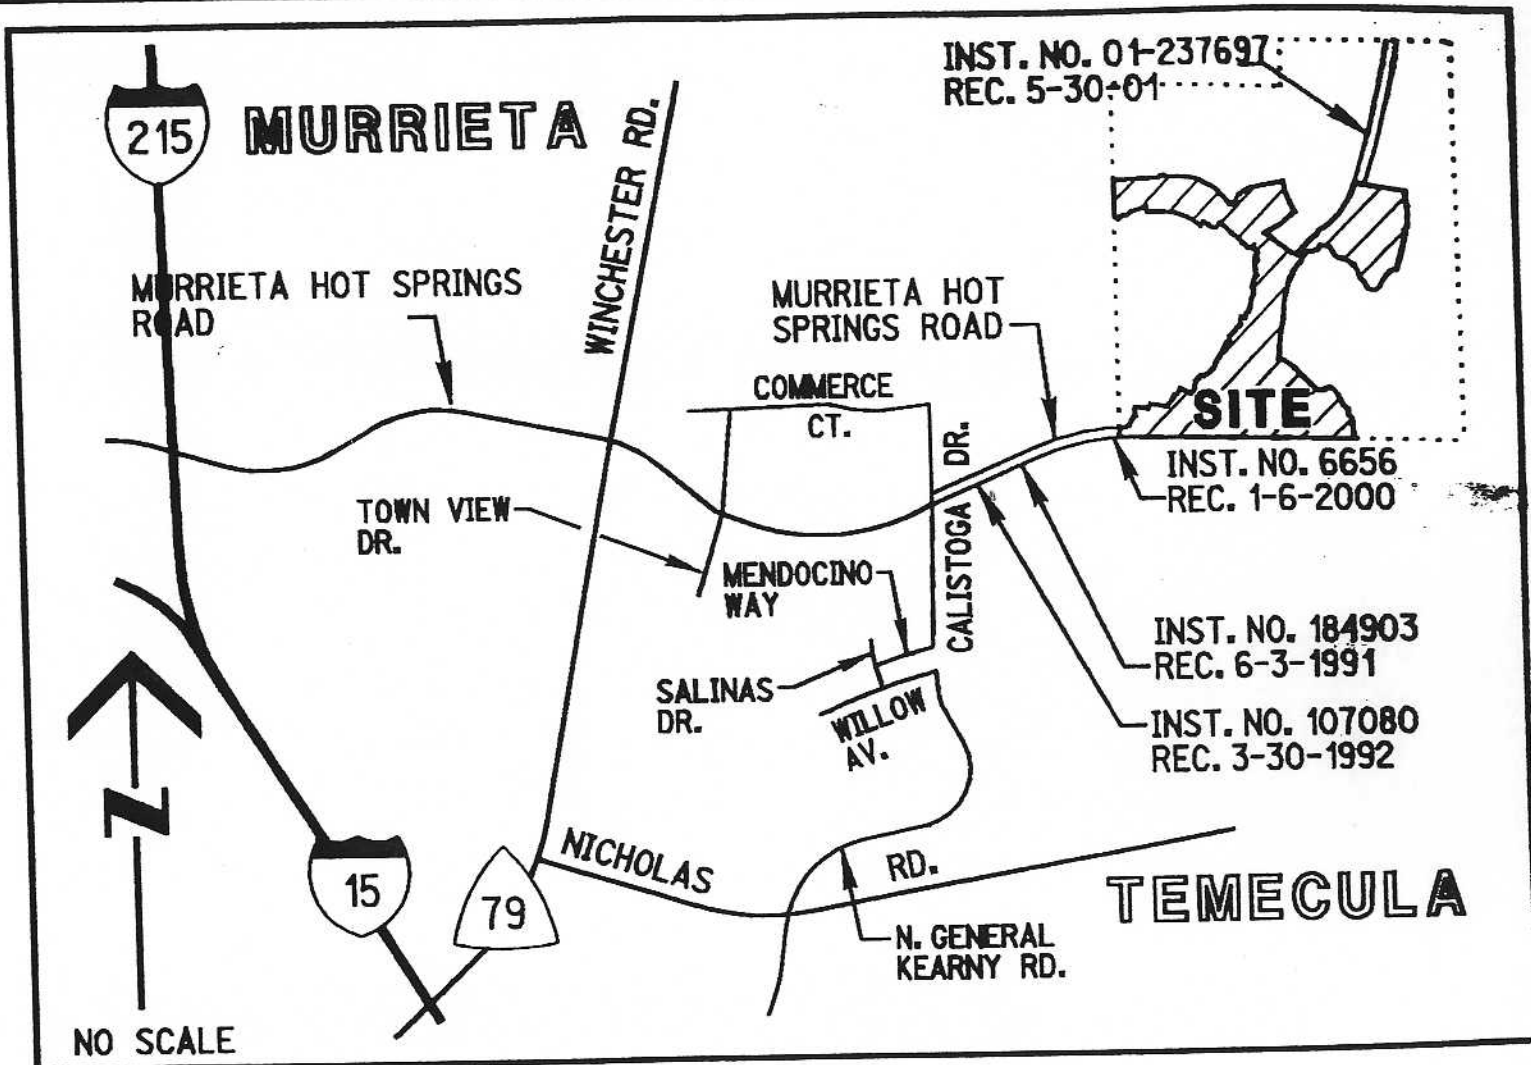 INST. NO. 01-237697
REC. 5-30-01
215
MURRIETA
WINCHESTER RD.
MURRIETA HOT SPRINGS
ROAD
MURRIETA HOT
SPRINGS ROAD
COMMERCE
CT.
SITE
CALISTOGA DR.
INST. NO. 6656
REC. 1-6-2000
TOWN VIEW
DR.
MENDOCINO
WAY
INST. NO. 184903
REC. 6-3-1991
SALINAS
DR.
WILLOW
AV.
INST. NO. 107080
REC. 3-30-1992
N
NICHOLAS RD.
15
79
TEMECULA
N. GENERAL
KEARNY RD.
NO SCALE